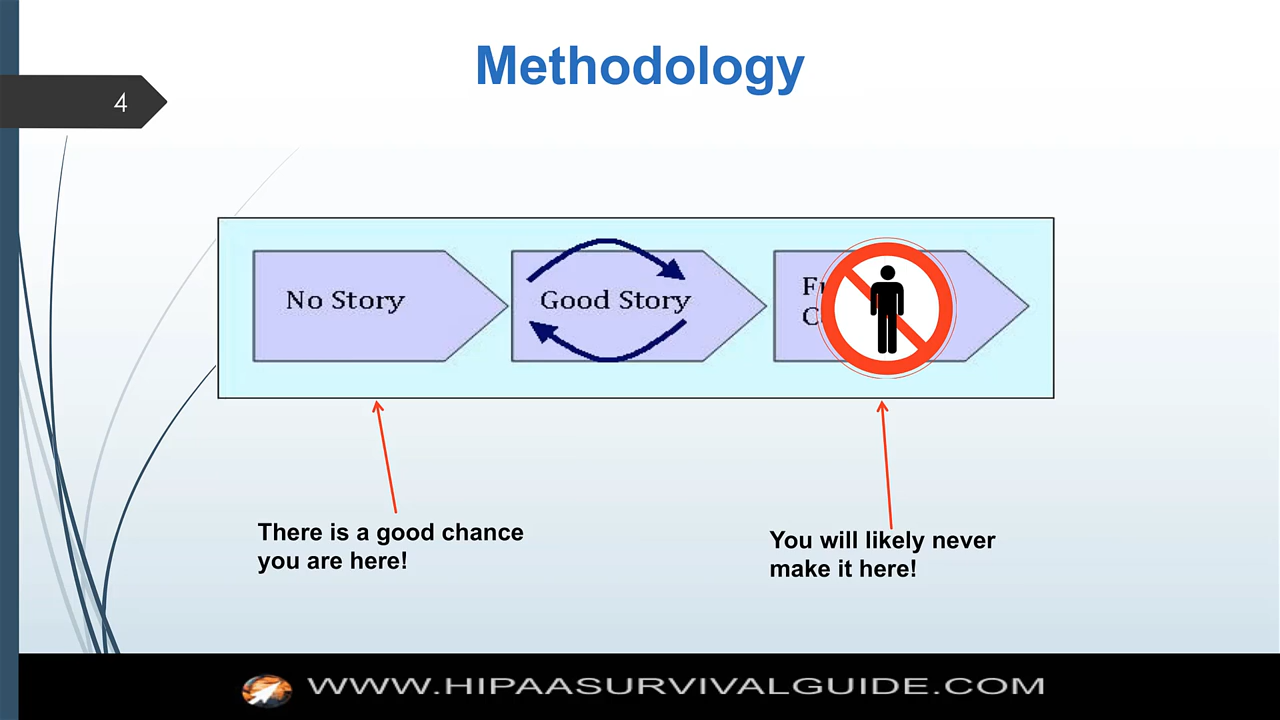 Methodology
4
No Story
Good Story
There is a good chance
you are here!
You will likely never
make it here!
WWW.HIPAASURVIVALGUIDE.COM